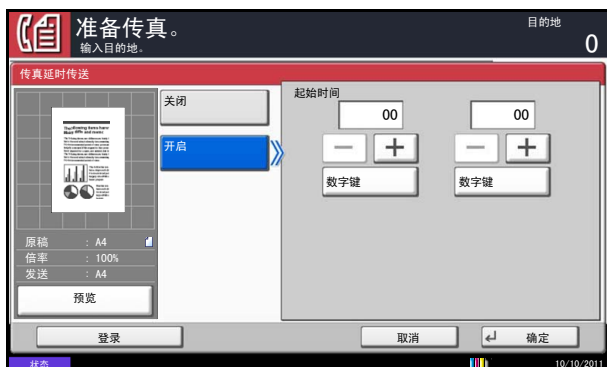 准备传真。
输入目的地。
目的地
0
传真延时传送
关闭
开启
起始时间
00
00
数字键
数字键
原稿 : A4
倍率 : 100%
发送 : A4
预览
登录
取消
确定
状态
10/10/2011